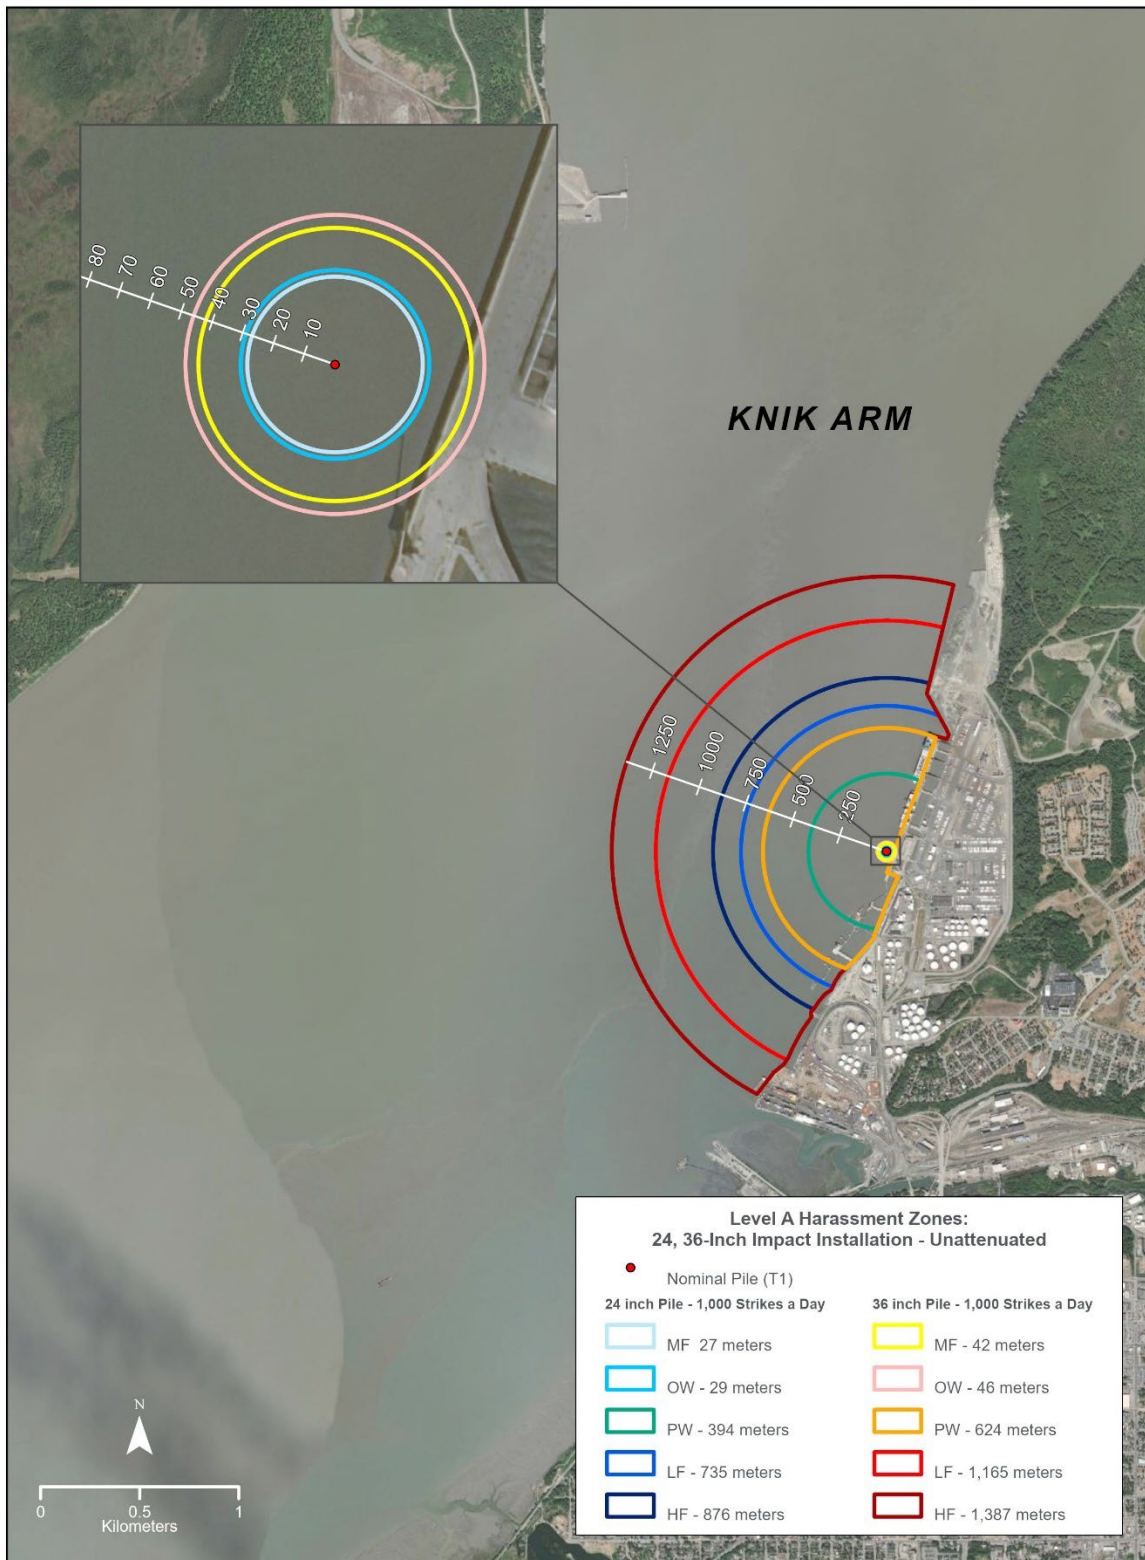 80
70
60
50
40
30
20
10
KNIK ARM
1250
1000
750
500
250
Level A Harassment Zones:
24, 36-Inch Impact Installation - Unattenuated
Nominal Pile (T1)
24 inch Pile - 1,000 Strikes a Day
MF 27 meters
OW - 29 meters
PW - 394 meters
LF - 735 meters
HF - 876 meters
36 inch Pile - 1,000 Strikes a Day
MF - 42 meters
OW - 46 meters
PW - 624 meters
LF - 1,165 meters
HF - 1,387 meters
N
0 0.5 1
Kilometers